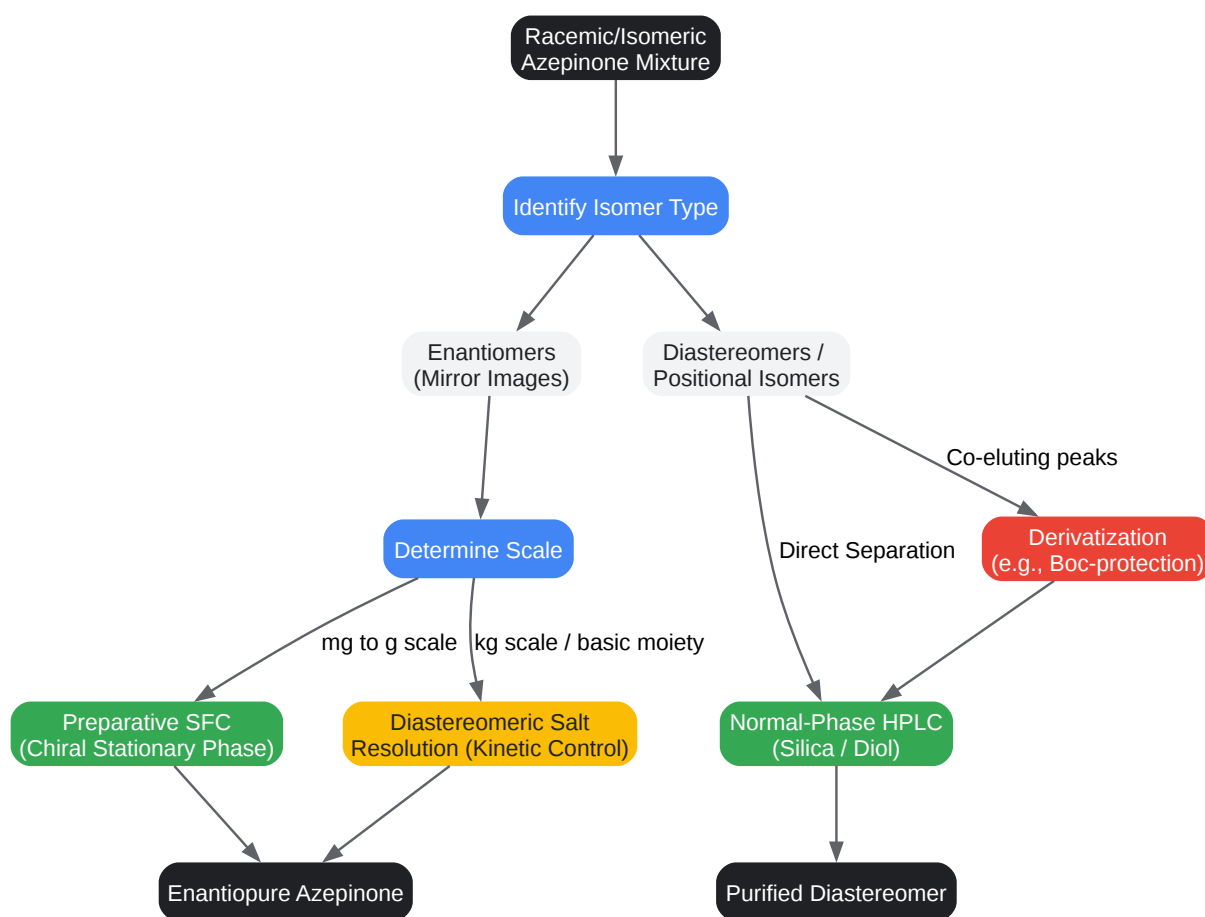 Racemic/Isomeric
Azepinone Mixture
Identify Isomer Type
Enantiomers
(Mirror Images)
Diastereomers /
Positional Isomers
Co-eluting peaks
Determine Scale
Direct Separation
Derivatization
(e.g., Boc-protection)
mg to g scale
kg scale / basic moiety
Preparative SFC
(Chiral Stationary Phase)
Diastereomeric Salt
Resolution (Kinetic Control)
Normal-Phase HPLC
(Silica / Diol)
Enantiopure Azepinone
Purified Diastereomer